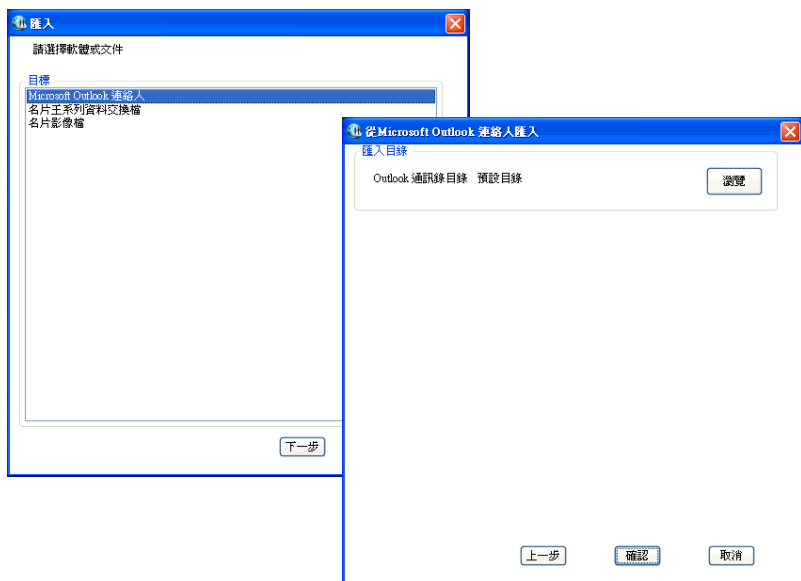 匯入
請選擇軟體或文件
目標
Microsoft Outlook 連絡人
名片王系列資料交換檔
名片影像檔
下一步
從Microsoft Outlook 連絡人匯入
匯入目錄
Outlook 通訊錄目錄 預設目錄
瀏覽
上一步 確認 取消